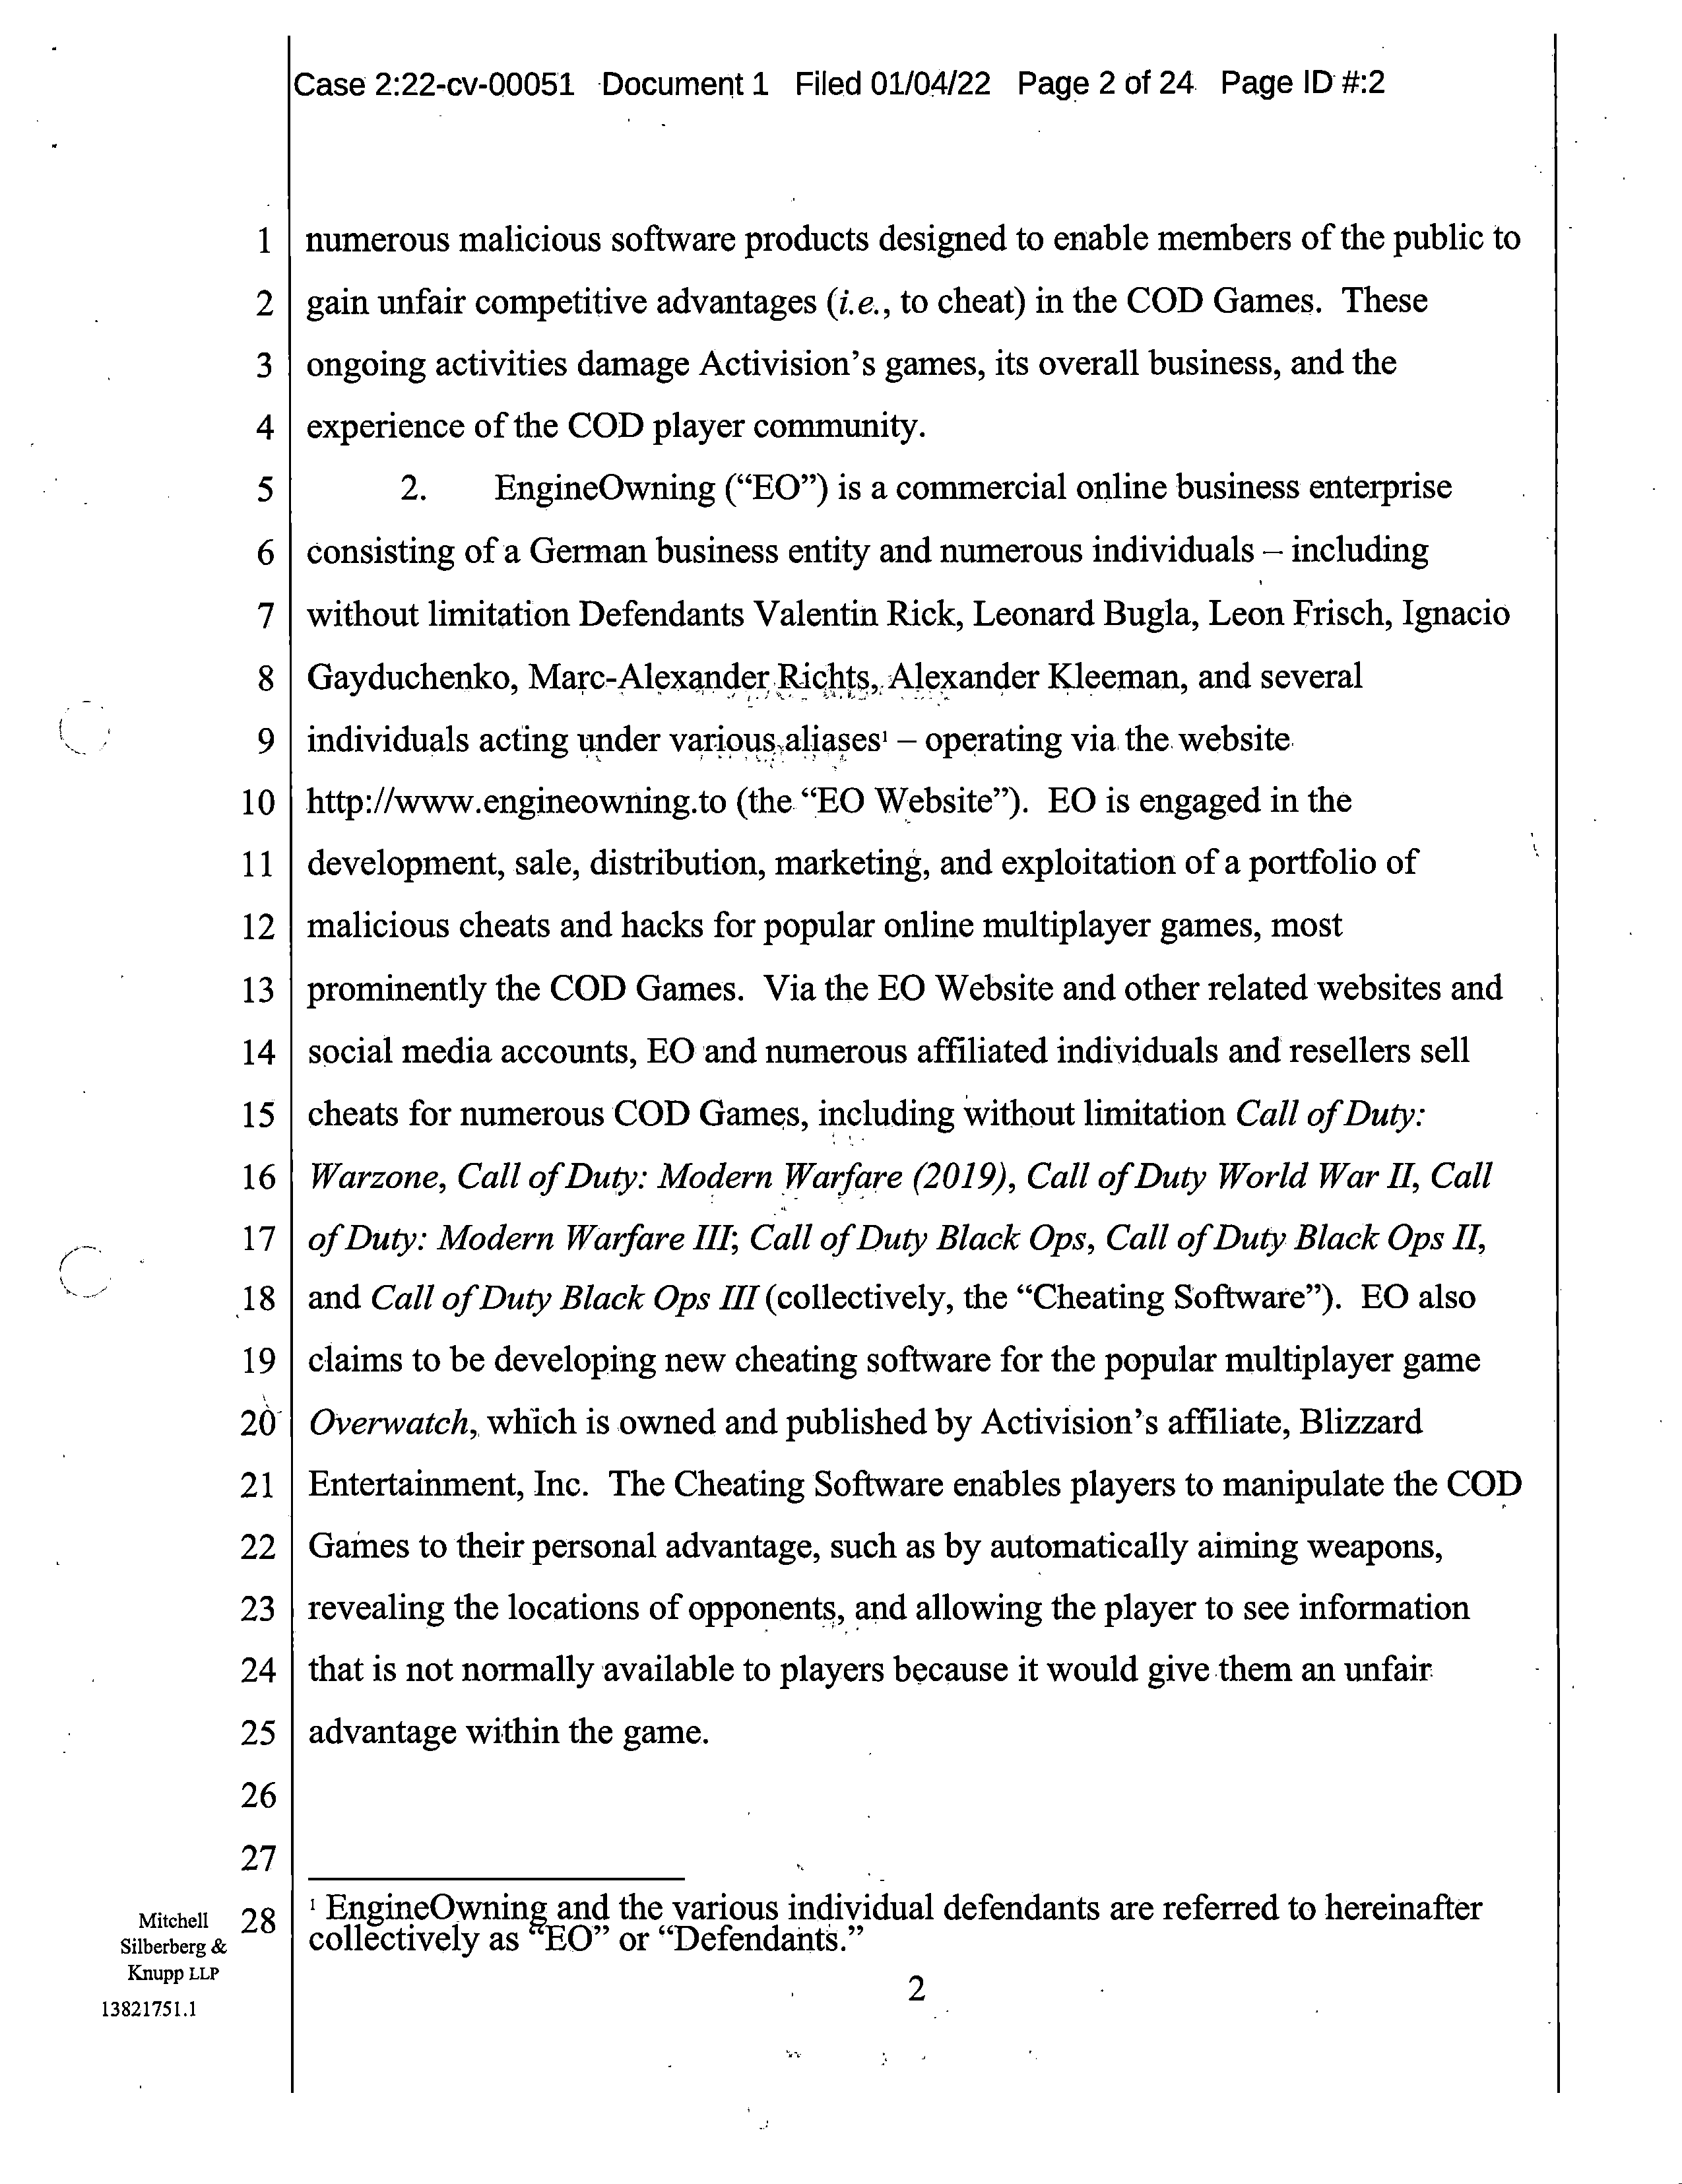 Case 2:22-cv-00051 Document 1 Filed 01/04/22 Page 2 of 24 Page ID #:2
1 numerous malicious software products designed to enable members of the public to
2 gain unfair competitive advantages (i.e., to cheat) in the COD Games. These
3 ongoing activities damage Activision’s games, its overall business, and the
4 experience of the COD player community.
5 2. EngineOwning (“EO”) is a commercial online business enterprise
6 consisting of a German business entity and numerous individuals – including
7 without limitation Defendants Valentin Rick, Leonard Bugla, Leon Frisch, Ignacio
8 Gayduchenko, Marc-Alexander Richts, Alexander Kleeman, and several
9 individuals acting under various aliases¹ – operating via the website
10 http://www.engineowning.to (the “EO Website”). EO is engaged in the
11 development, sale, distribution, marketing, and exploitation of a portfolio of
12 malicious cheats and hacks for popular online multiplayer games, most
13 prominently the COD Games. Via the EO Website and other related websites and
14 social media accounts, EO and numerous affiliated individuals and resellers sell
15 cheats for numerous COD Games, including without limitation Call of Duty:
16 Warzone, Call of Duty: Modern Warfare (2019), Call of Duty World War II, Call
17 of Duty: Modern Warfare III; Call of Duty Black Ops, Call of Duty Black Ops II,
18 and Call of Duty Black Ops III (collectively, the “Cheating Software”). EO also
19 claims to be developing new cheating software for the popular multiplayer game
20 Overwatch, which is owned and published by Activision’s affiliate, Blizzard
21 Entertainment, Inc. The Cheating Software enables players to manipulate the COD
22 Games to their personal advantage, such as by automatically aiming weapons,
23 revealing the locations of opponents, and allowing the player to see information
24 that is not normally available to players because it would give them an unfair
25 advantage within the game.
26
27
28 ¹ EngineOwning and the various individual defendants are referred to hereinafter
collectively as “EO” or “Defendants.”
Mitchell
Silberberg &
Knupp LLP
13821751.1
2